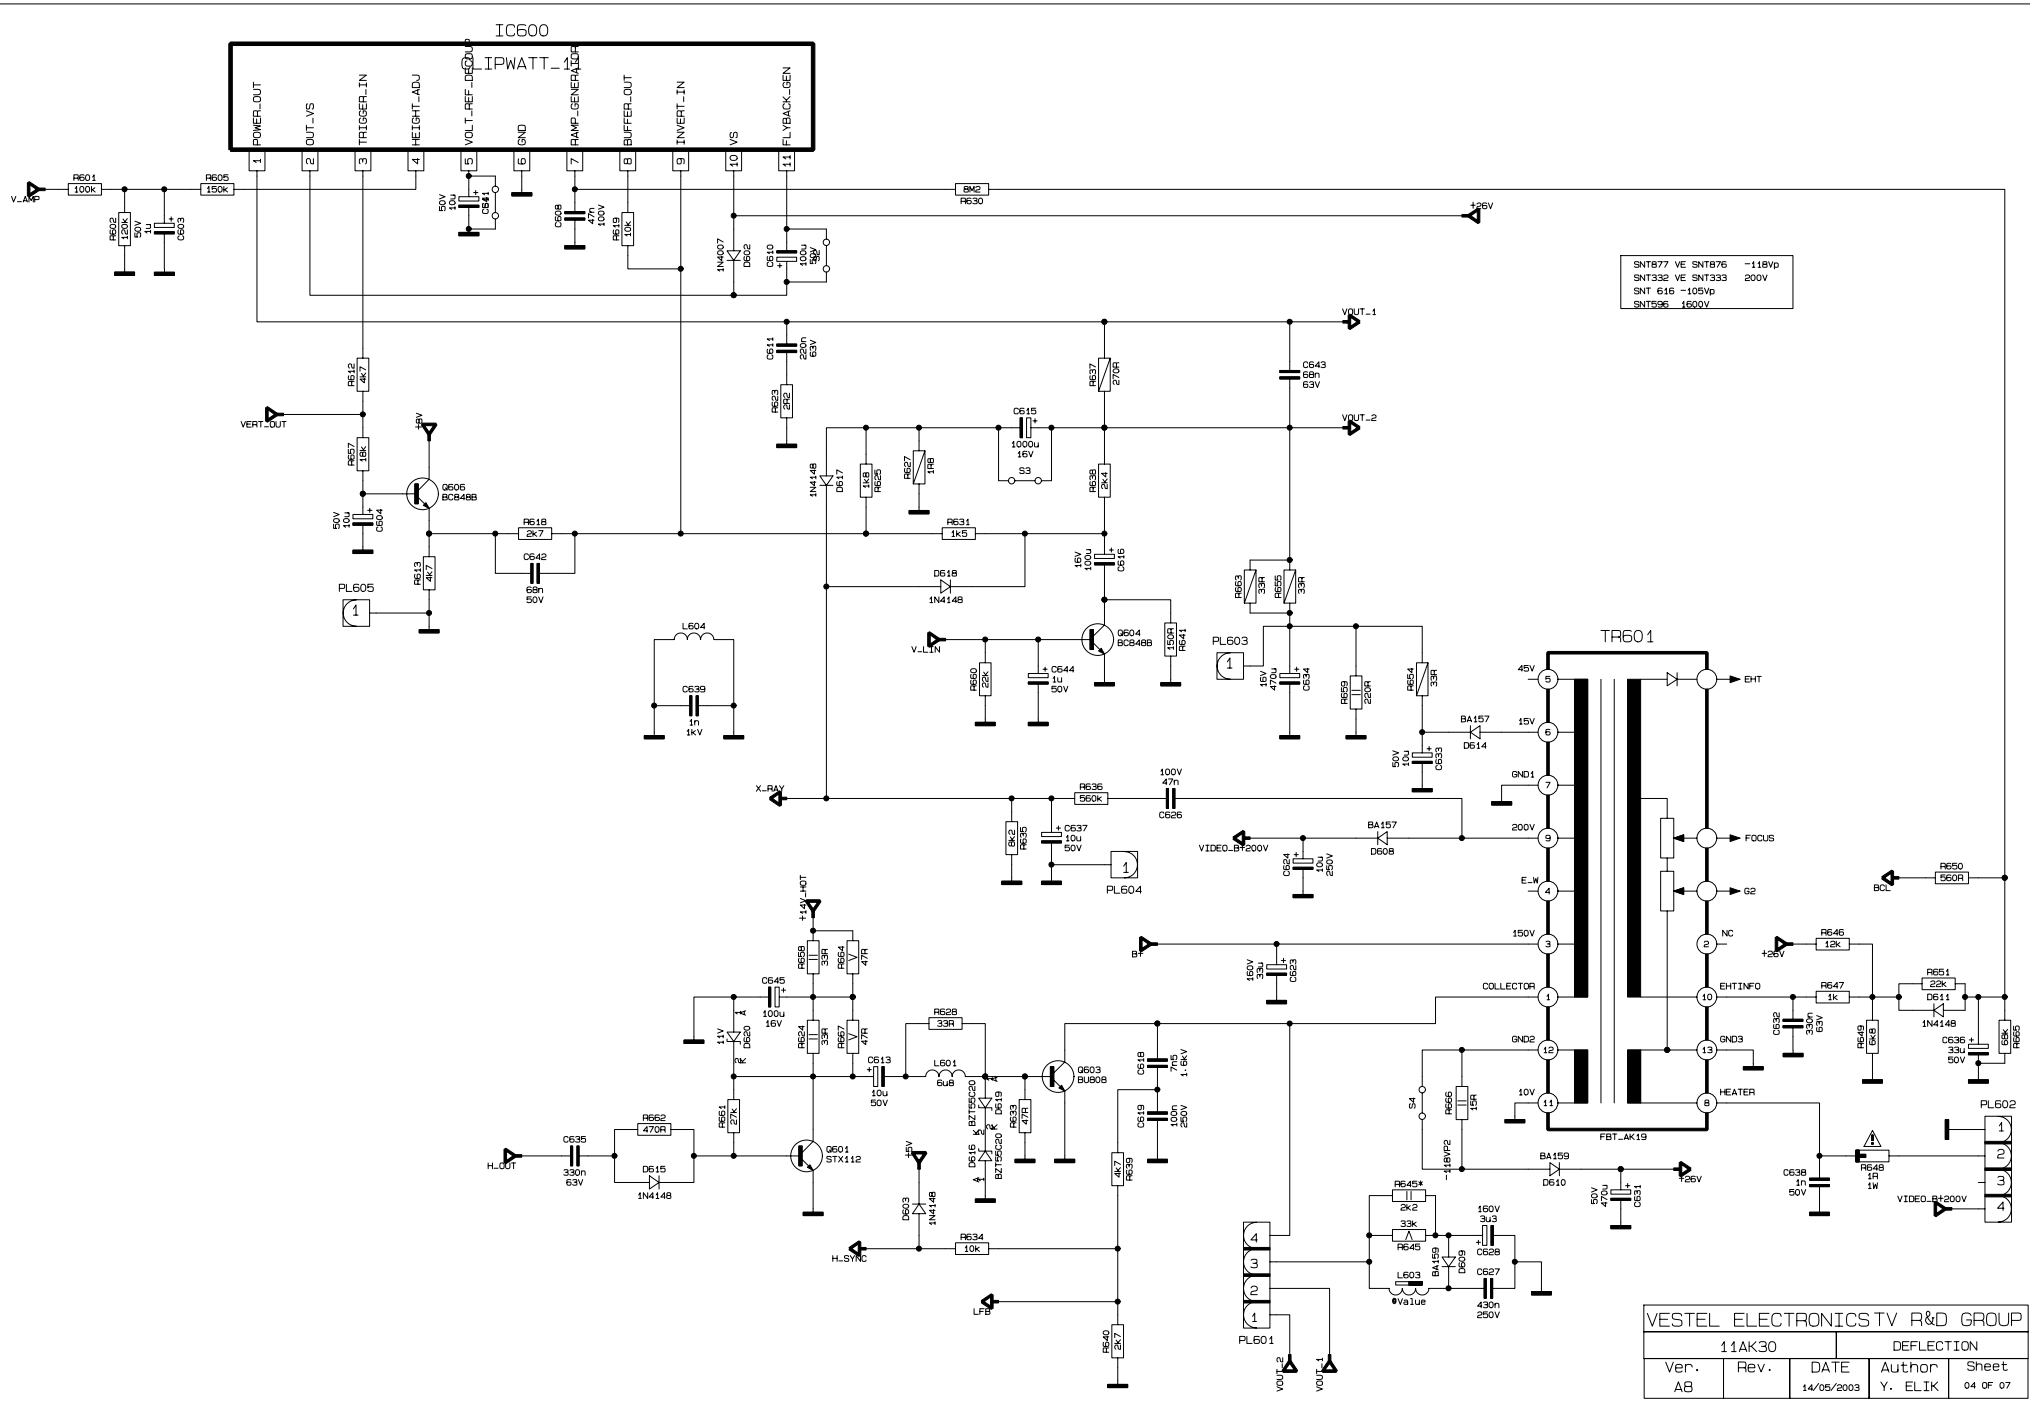 IC600
CLIPWATT_11
POWER_OUT
OUT_VS
TRIGGER_IN
HEIGHT_ADJ
VOLT_REF_DECOUP
GND
RAMP_GENERATOR
BUFFER_OUT
INVERT_IN
VS
FLYBACK_GEN
1 2 3 4 5 6 7 8 9 10 11
V_AMP
R601
100k
R605
150k
R602
120k
50V
1u
C603
50V
10u
C608
47n
100V
R619
10k
1N4007
D602
C610
100u
50V
8M2
R630
+26V
SNT877 VE SNT876 -118Vp
SNT332 VE SNT333 200V
SNT 616 -105Vp
SNT596 1600V
VOUT_1
C611
220n
63V
R623
2R2
R637
270R
C643
68n
63V
R612
4k7
VERT_OUT
R657
18k
50V
10u
C604
Q606
BC848B
R613
4k7
PL605
1
R618
2k7
C642
68n
50V
VOUT_2
1N4148
D617
1k8
R625
R627
1R8
C615
1000u
16V
S3
R638
2k4
R631
1k5
D618
1N4148
16V
100u
C616
V_LIN
R660
22k
C644
1u
50V
Q604
BC848B
150R
R641
L604
C639
1n
1kV
R663
33R
R655
33R
PL603
1
16V
470u
C634
R659
220R
R654
33R
50V
10u
C633
BA157
D614
TR601
45V
5
15V
6
GND1
7
200V
9
E_W
4
150V
3
COLLECTOR
1
GND2
12
10V
11
FBT_AK19
EHT
FOCUS
G2
NC
2
EHTINFO
10
GND3
13
HEATER
8
X_RAY
R636
560k
100V
47n
C626
8k2
R635
C637
10u
50V
1
PL604
VIDEO_B+200V
BA157
D608
C624
10u
250V
B+
160V
33u
C623
BCL
R650
560R
+26V
R646
12k
R647
1k
C632
330n
63V
R649
6k8
R651
22k
D611
1N4148
C636
33u
50V
68k
R665
+14V_HOT
R658
33R
R664
47R
C645
100u
16V
11V
D620
R624
33R
R667
47R
C613
10u
50V
R628
33R
L601
6u8
BZT55C20
D619
D616
BZT55C20
R633
47R
Q603
BU808
C618
7n5
1.6kV
C619
100n
250V
4k7
R639
R661
27k
R662
470R
H_OUT
C635
330n
63V
D615
1N4148
Q601
STX112
+5V
D603
1N4148
H_SYNC
R634
10k
LFB
R640
2k7
S4
R666
15R
-118VP2
BA159
D610
50V
470u
C631
+26V
C638
1n
50V
R648
1R
1W
VIDEO_B+200V
PL602
1
2
3
4
4
3
2
1
PL601
VOUT_2
VOUT_1
R645*
2k2
33k
R645
BA159
D609
160V
3u3
C628
L603
@Value
C627
430n
250V
VESTEL ELECTRONICS TV R&D GROUP
11AK30 DEFLECTION
Ver. Rev. DATE Author Sheet
A8 14/05/2003 Y. ELIK 04 OF 07